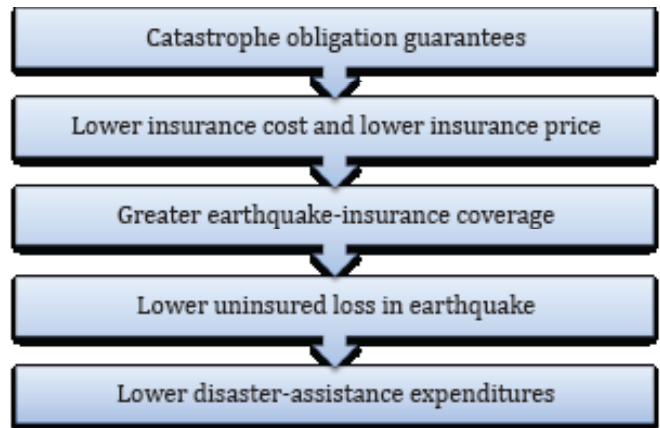 Catastrophe obligation guarantees
Lower insurance cost and lower insurance price
Greater earthquake-insurance coverage
Lower uninsured loss in earthquake
Lower disaster-assistance expenditures